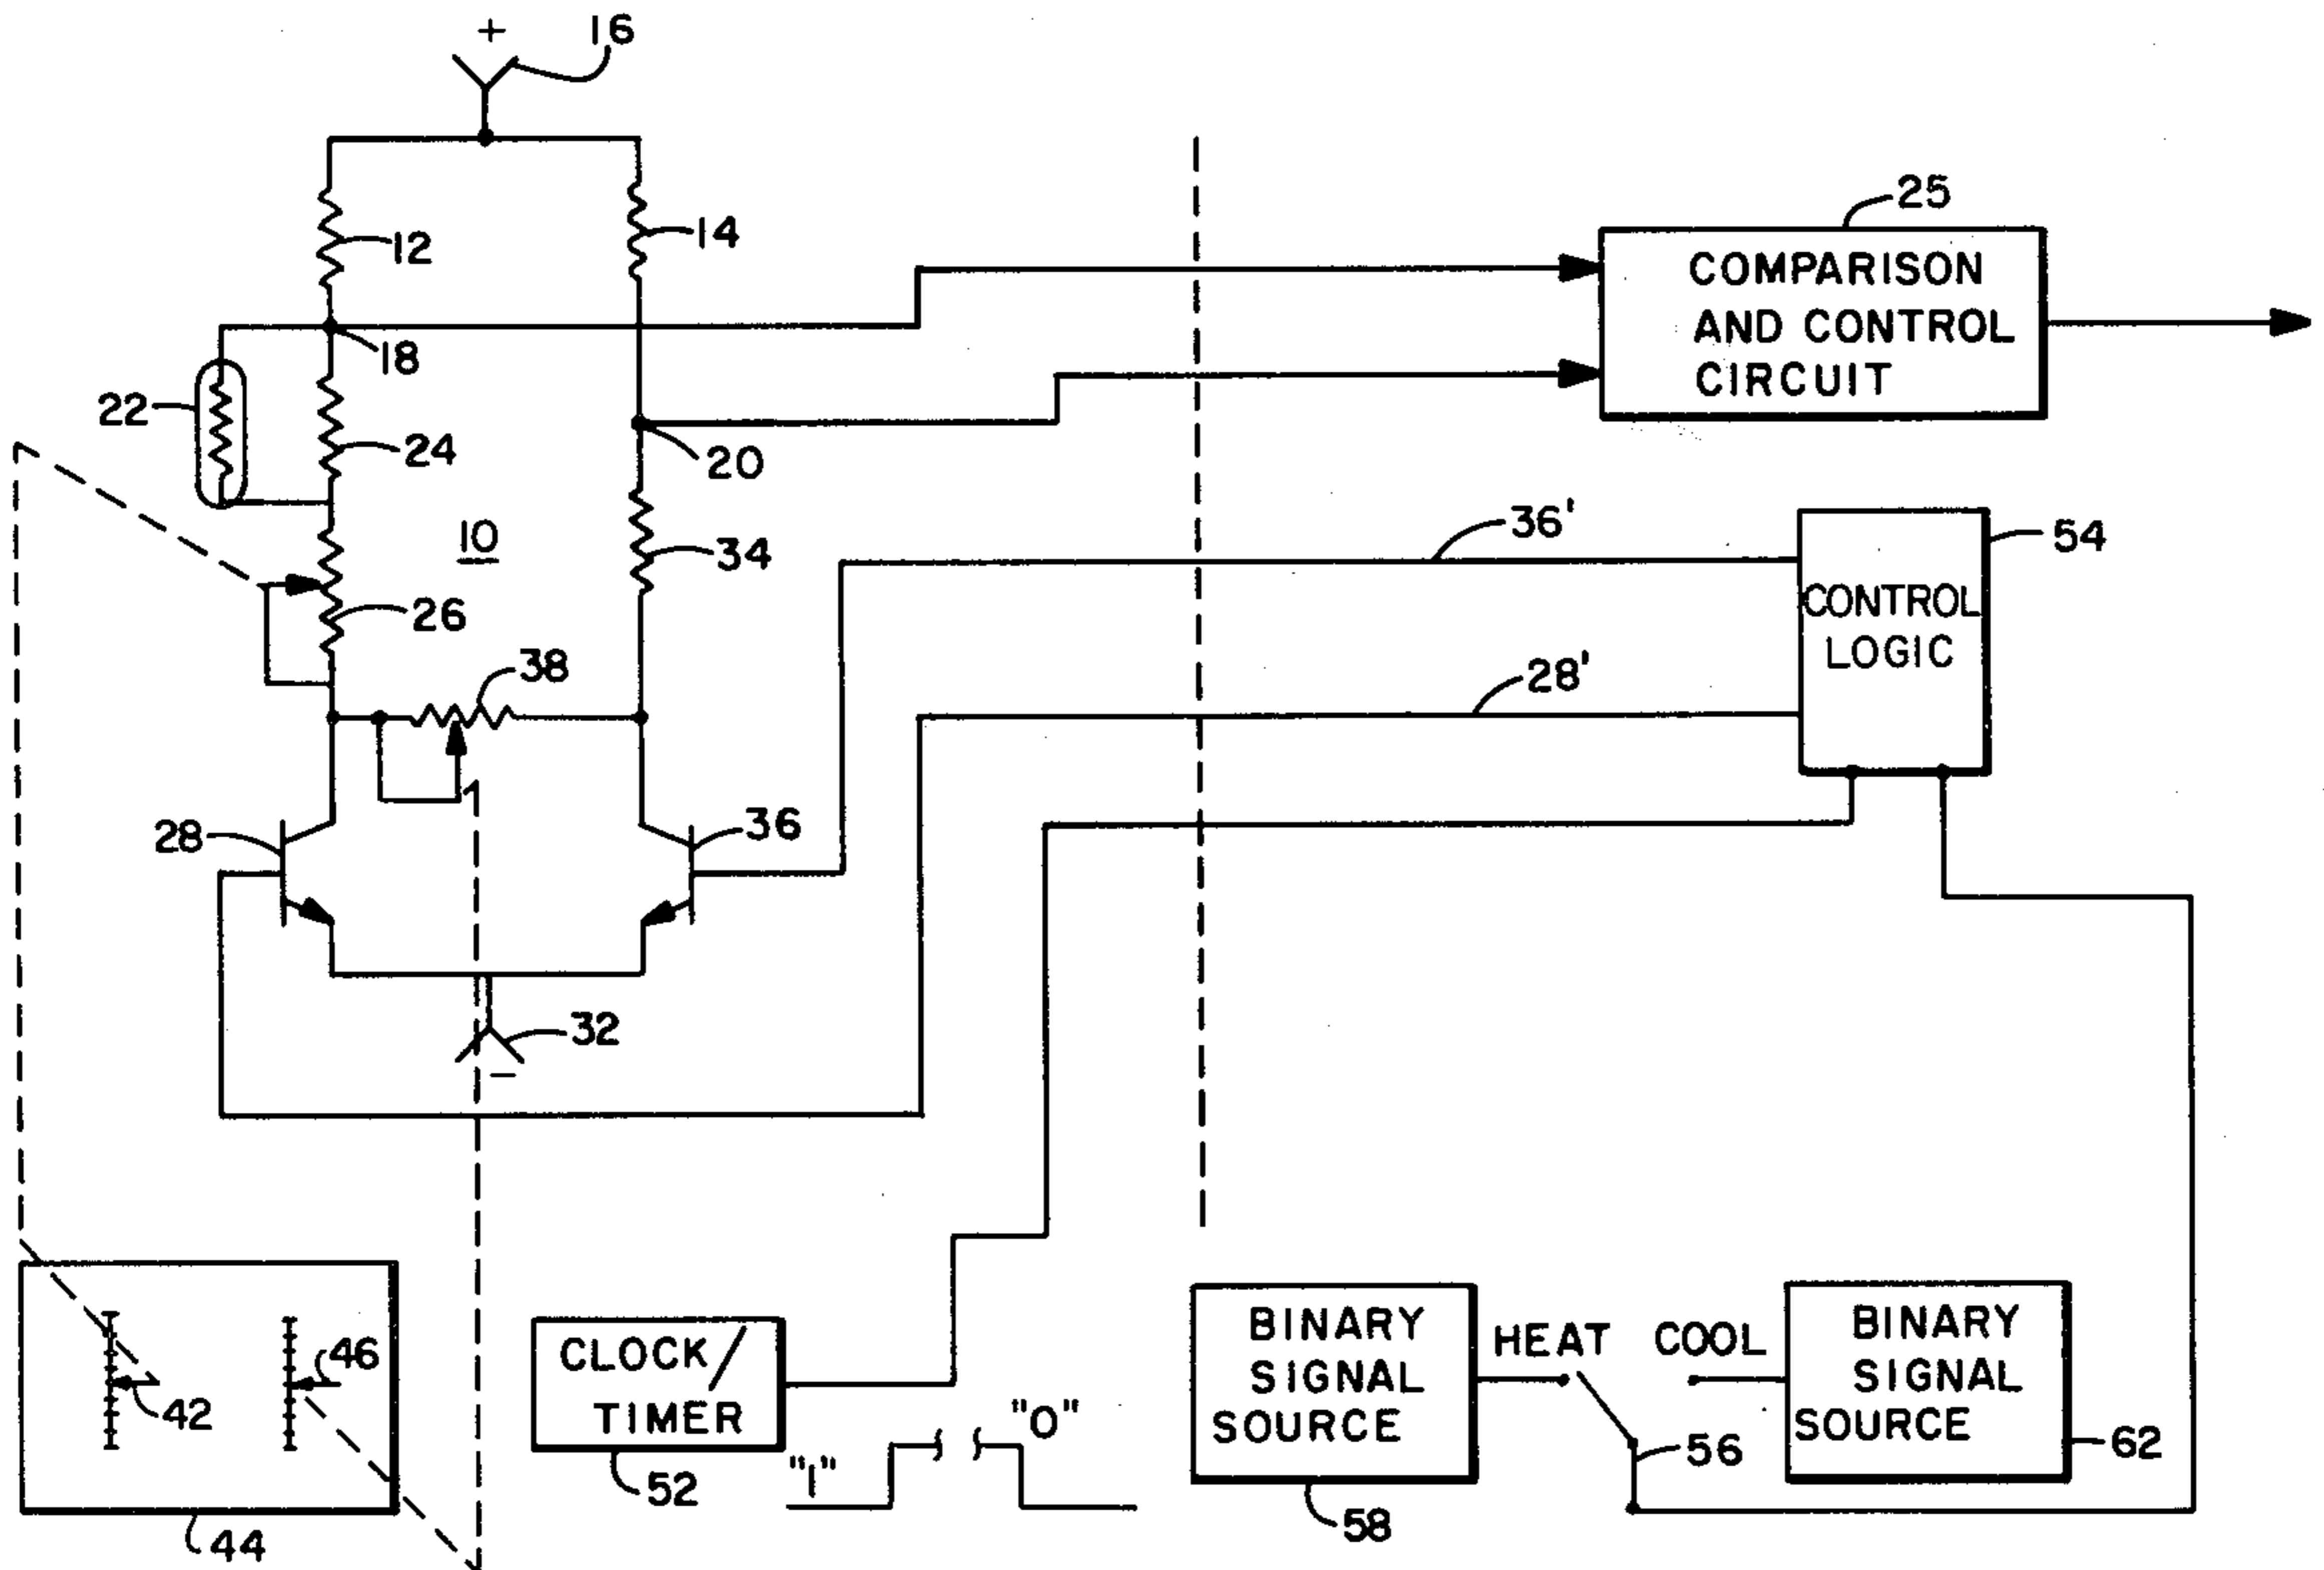 +
16
12
14
25
COMPARISON
AND CONTROL
CIRCUIT
18
22
24
20
10
34
36'
54
CONTROL
LOGIC
26
38
28'
28
36
32
–
CLOCK/
TIMER
52
"1"
"0"
BINARY
SIGNAL
SOURCE
58
HEAT
COOL
56
BINARY
SIGNAL
SOURCE
62
42
46
44